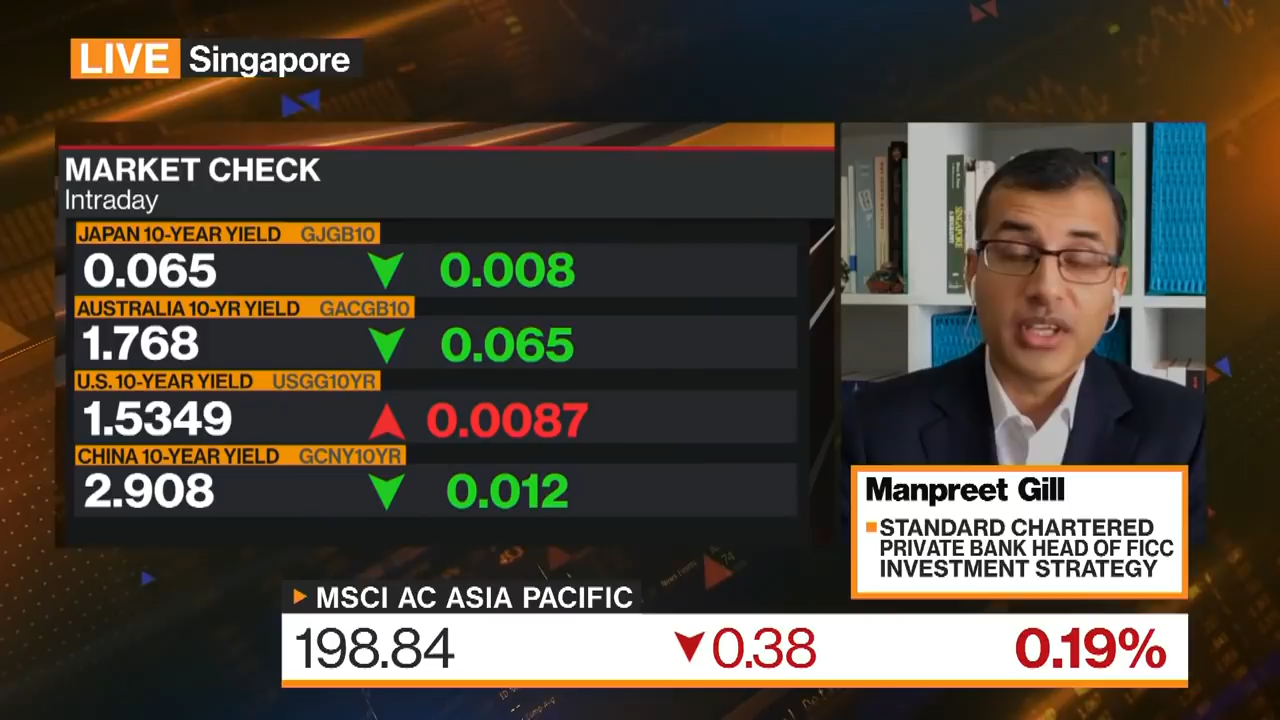 LIVE Singapore
MARKET CHECK
Intraday
JAPAN 10-YEAR YIELD GJGB10
0.065 ▼ 0.008
AUSTRALIA 10-YR YIELD GACGB10
1.768 ▼ 0.065
U.S. 10-YEAR YIELD USGG10YR
1.5349 ▲ 0.0087
CHINA 10-YEAR YIELD GCNY10YR
2.908 ▼ 0.012
SINGAPORE
Manpreet Gill
STANDARD CHARTERED
PRIVATE BANK HEAD OF FICC
INVESTMENT STRATEGY
MSCI AC ASIA PACIFIC
198.84 ▼0.38 0.19%